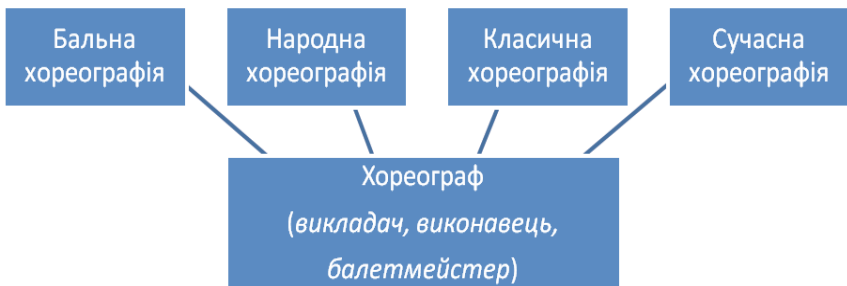 Бальна
хореографія
Народна
хореографія
Класична
хореографія
Сучасна
хореографія
Хореограф
(викладач, виконавець,
балетмейстер)